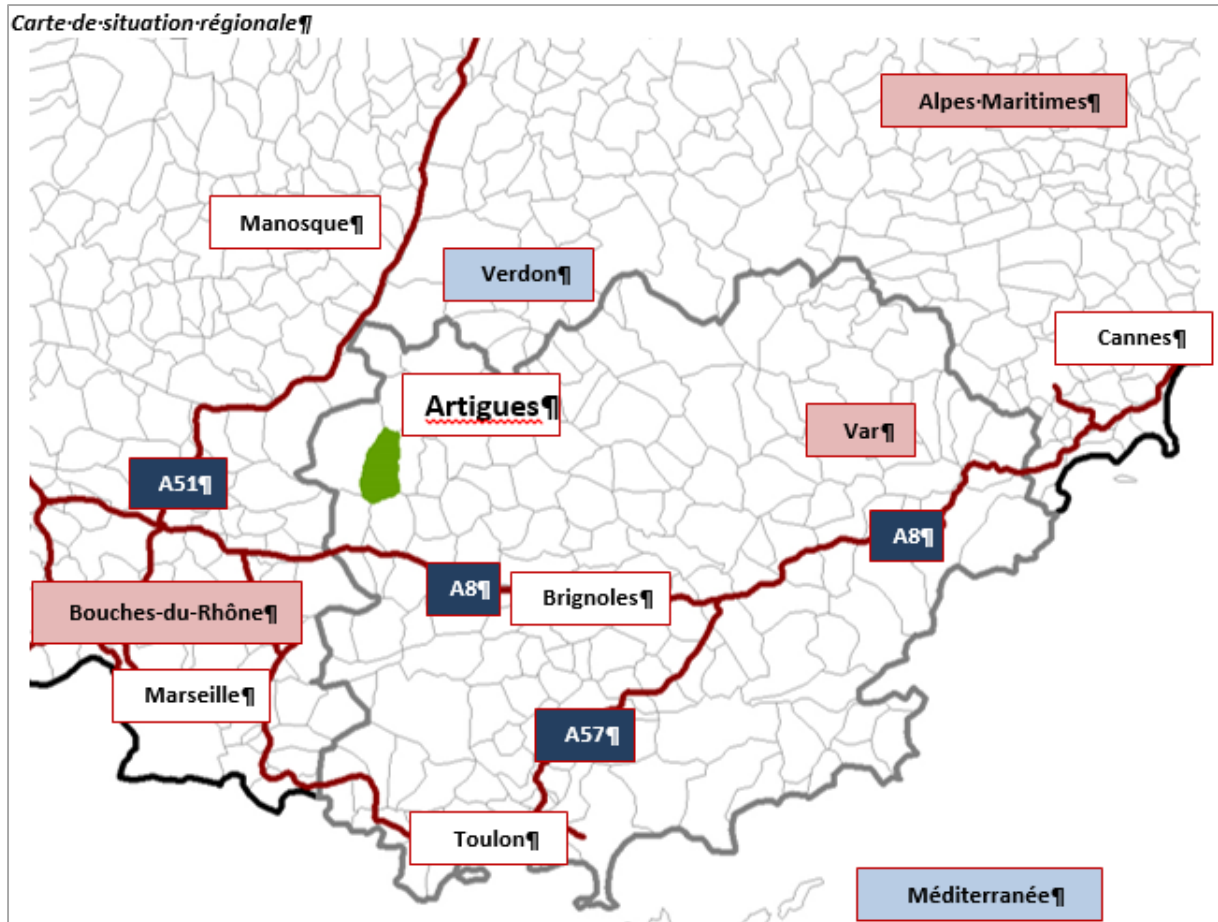 Carte·de·situation·régionale¶
Alpes·Maritimes¶
Manosque¶
Verdon¶
Cannes¶
Artigues¶
Var¶
A51¶
A8¶
A8¶
Brignoles¶
Bouches-du-Rhône¶
Marseille¶
A57¶
Toulon¶
Méditerranée¶